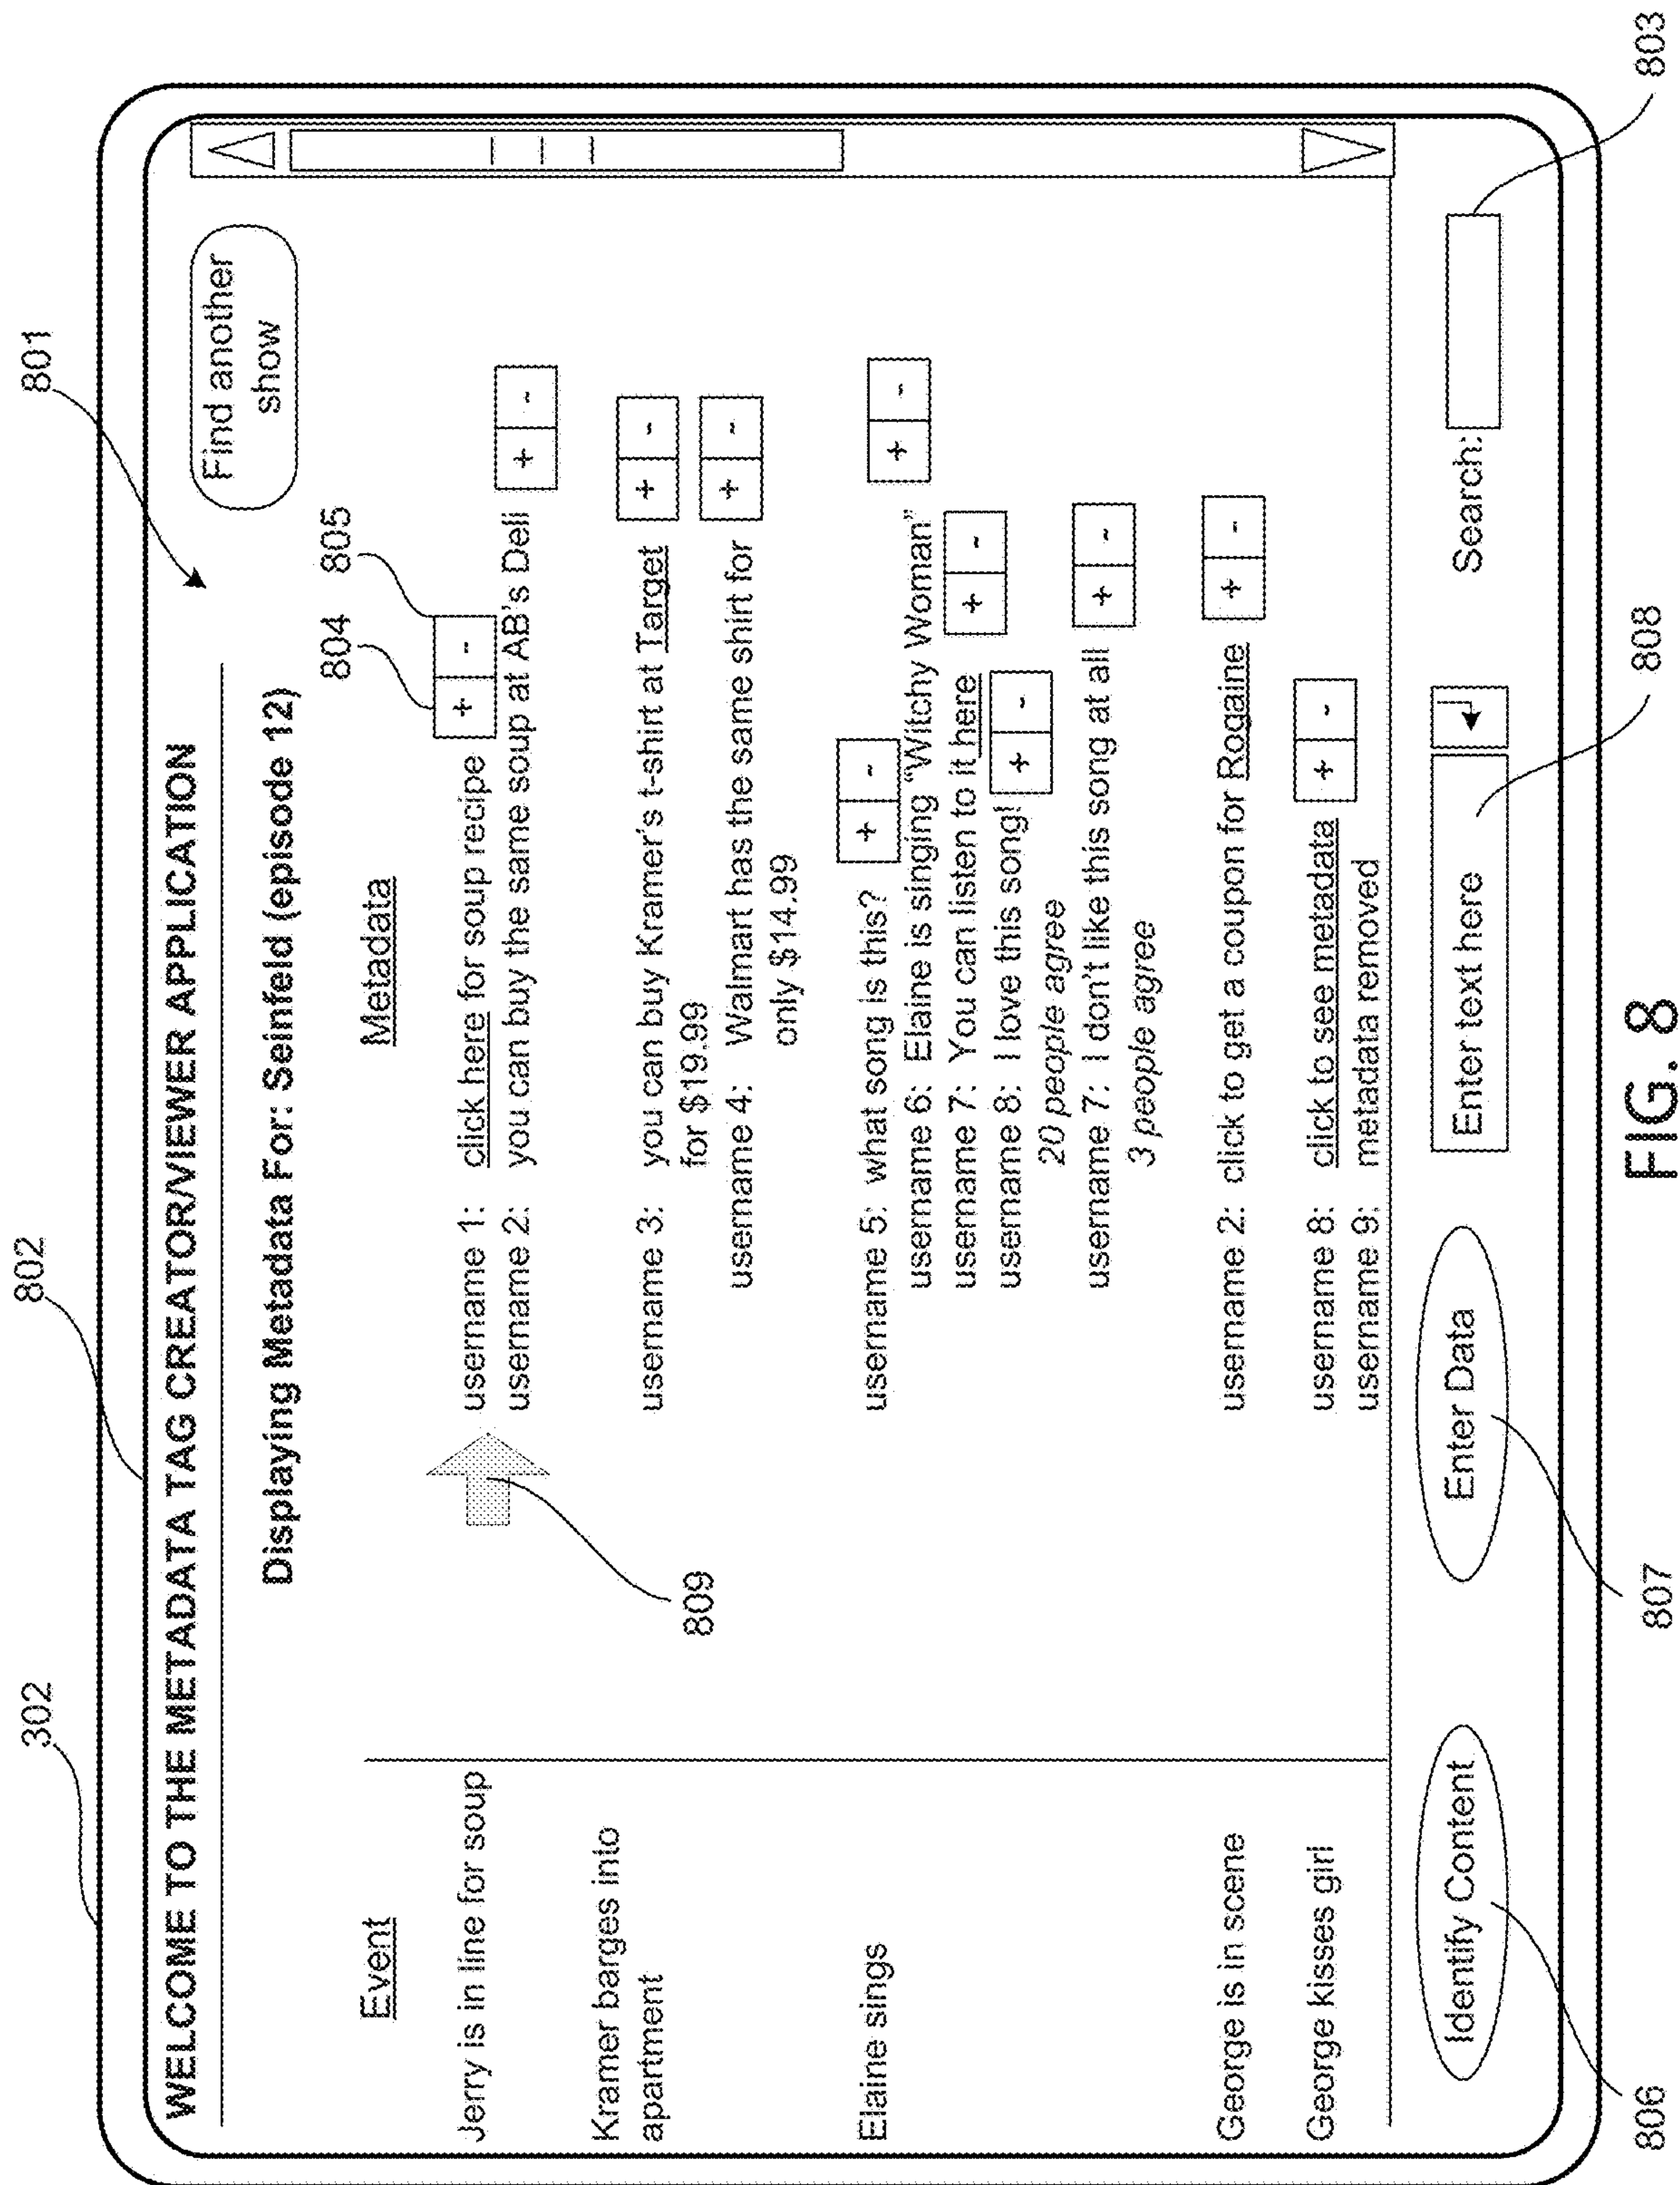 302
802
801
WELCOME TO THE METADATA TAG CREATOR/VIEWER APPLICATION
Find another
show
Displaying Metadata For: Seinfeld (episode 12)
804
805
Event
Metadata
Jerry is in line for soup
username 1: click here for soup recipe + -
username 2: you can buy the same soup at AB's Deli + -
809
Kramer barges into
apartment
username 3: you can buy Kramer's t-shirt at Target + -
for $19.99
username 4: Walmart has the same shirt for + -
only $14.99
Elaine sings
username 5: what song is this? + -
username 6: Elaine is singing "Witchy Woman" + -
username 7: You can listen to it here + -
username 8: I love this song! + -
20 people agree
username 7: I don't like this song at all + -
3 people agree
George is in scene
username 2: click to get a coupon for Rogaine + -
George kisses girl
username 8: click to see metadata + -
username 9: metadata removed
Identify Content
Enter Data
Enter text here
Search:
806
807
808
803
FIG. 8